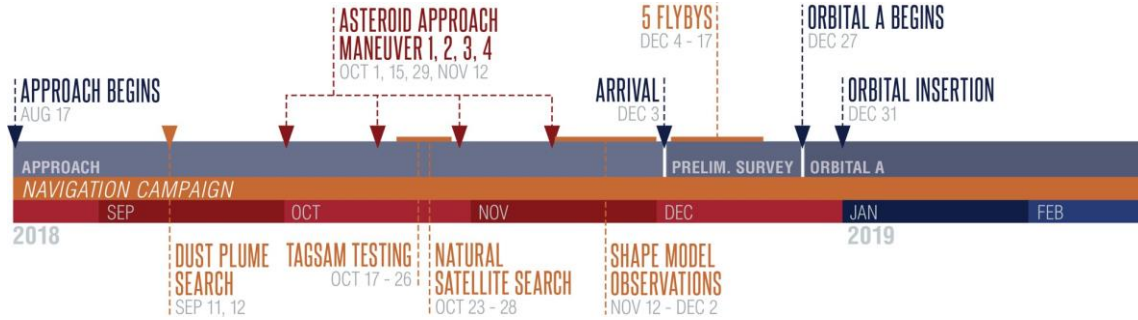 ASTEROID APPROACH
MANEUVER 1, 2, 3, 4
OCT 1, 15, 29, NOV 12
5 FLYBYS
DEC 4 - 17
ORBITAL A BEGINS
DEC 27
APPROACH BEGINS
AUG 17
ARRIVAL
DEC 3
ORBITAL INSERTION
DEC 31
APPROACH
PRELIM. SURVEY
ORBITAL A
NAVIGATION CAMPAIGN
SEP
OCT
NOV
DEC
JAN
FEB
2018
2019
DUST PLUME
SEARCH
SEP 11, 12
TAGSAM TESTING
OCT 17 - 26
NATURAL
SATELLITE SEARCH
OCT 23 - 28
SHAPE MODEL
OBSERVATIONS
NOV 12 - DEC 2